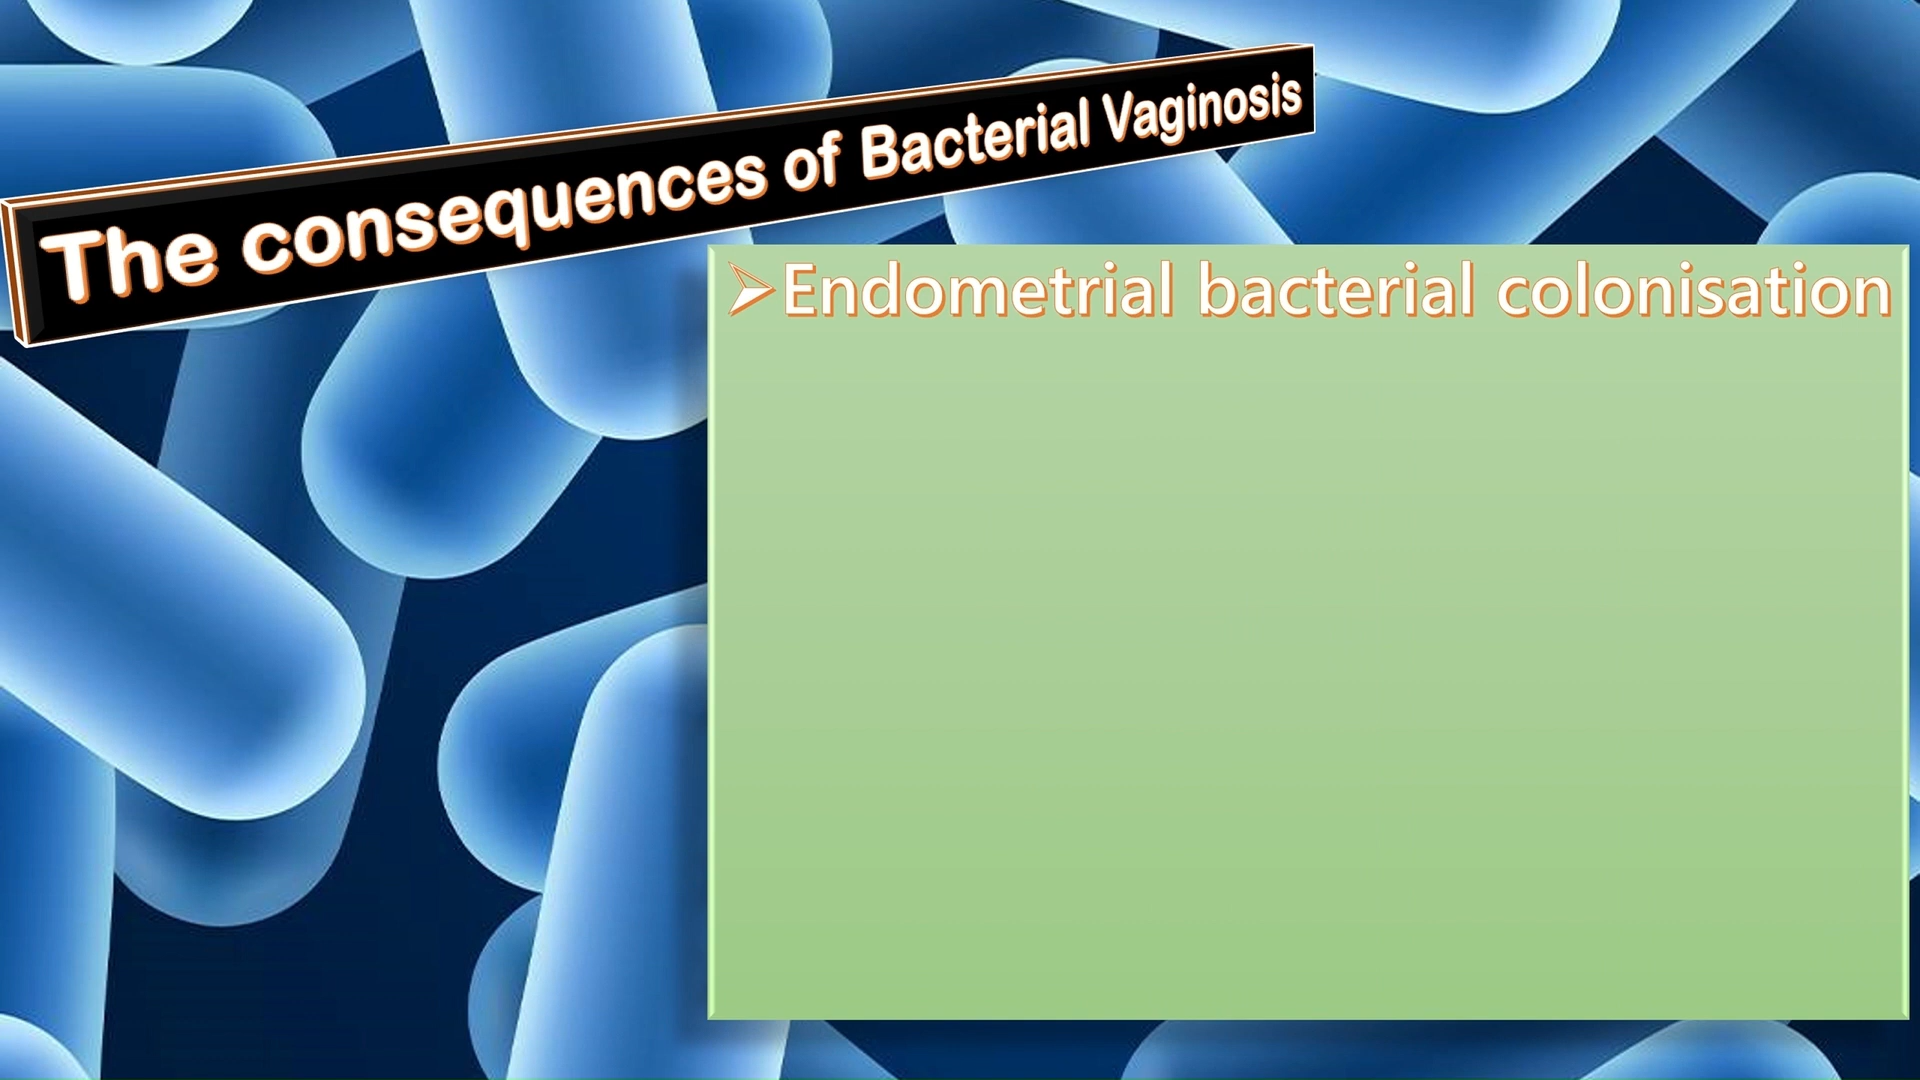 The consequences of Bacterial Vaginosis
➢Endometrial bacterial colonisation